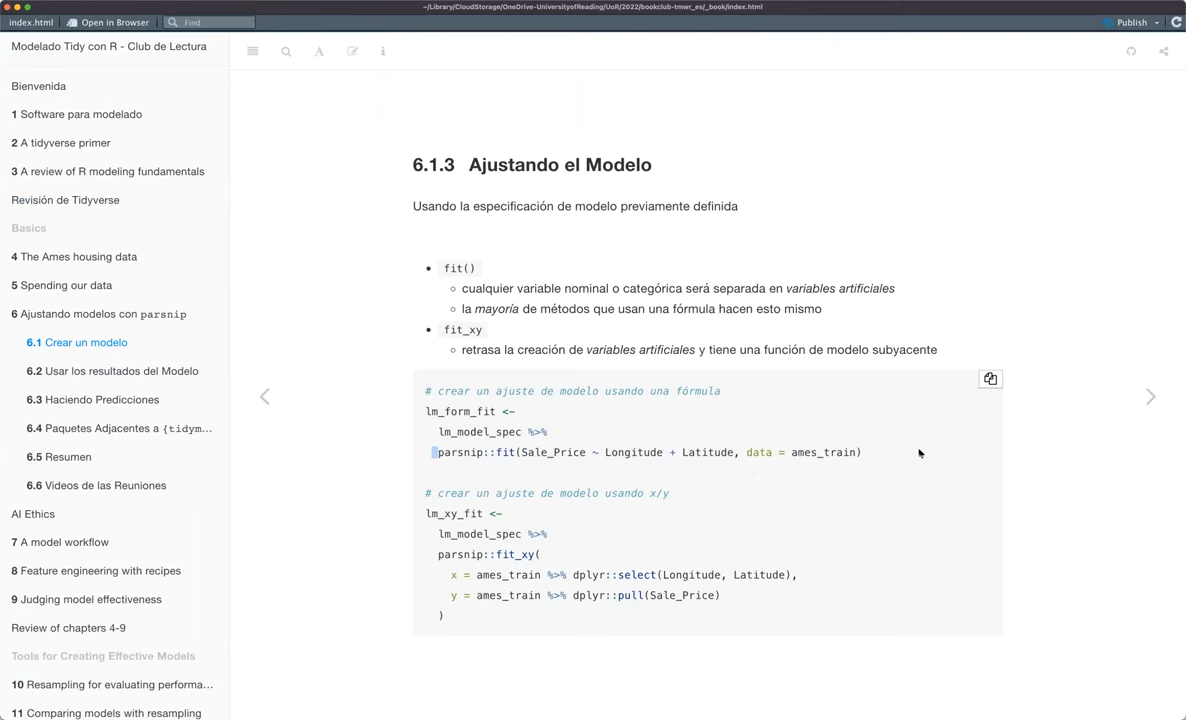 ~/Library/CloudStorage/OneDrive-UniversityofReading/UoR/2022/bookclub-tmwr_es/_book/index.html
index.html
Open in Browser
Find
Publish
Modelado Tidy con R - Club de Lectura
Bienvenida
1 Software para modelado
2 A tidyverse primer
3 A review of R modeling fundamentals
Revisión de Tidyverse
Basics
4 The Ames housing data
5 Spending our data
6 Ajustando modelos con parsnip
6.1 Crear un modelo
6.2 Usar los resultados del Modelo
6.3 Haciendo Predicciones
6.4 Paquetes Adjacentes a {tidym...
6.5 Resumen
6.6 Videos de las Reuniones
AI Ethics
7 A model workflow
8 Feature engineering with recipes
9 Judging model effectiveness
Review of chapters 4-9
Tools for Creating Effective Models
10 Resampling for evaluating performa...
11 Comparing models with resampling
6.1.3 Ajustando el Modelo
Usando la especificación de modelo previamente definida
• fit()
○ cualquier variable nominal o categórica será separada en variables artificiales
○ la mayoría de métodos que usan una fórmula hacen esto mismo
• fit_xy
○ retrasa la creación de variables artificiales y tiene una función de modelo subyacente
# crear un ajuste de modelo usando una fórmula
lm_form_fit <-
lm_model_spec %>%
parsnip::fit(Sale_Price ~ Longitude + Latitude, data = ames_train)
# crear un ajuste de modelo usando x/y
lm_xy_fit <-
lm_model_spec %>%
parsnip::fit_xy(
x = ames_train %>% dplyr::select(Longitude, Latitude),
y = ames_train %>% dplyr::pull(Sale_Price)
)